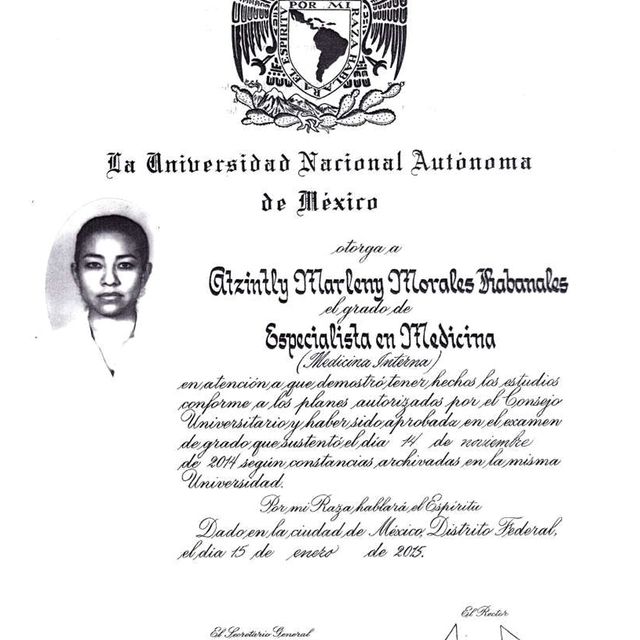 POR MI RAZA HABLARA EL ESPIRITU
La Universidad Nacional Autónoma
de México
otorga a
Atzintly Marleny Morales Rabanales
el grado de
Especialista en Medicina
(Medicina Interna)
en atención a que demostró tener hechos los estudios
conforme a los planes autorizados por el Consejo
Universitario y haber sido aprobada en el examen
de grado que sustentó el día 14 de noviembre
de 2014 según constancias archivadas en la misma
Universidad.
Por mi Raza hablará el Espíritu
Dado en la ciudad de México, Distrito Federal,
el día 15 de enero de 2015.
El Rector
El Secretario General